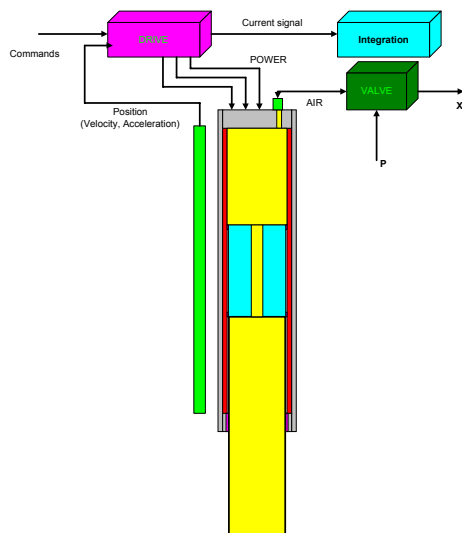 DRIVE
Current signal
Integration
Commands
POWER
VALVE
AIR
Position
(Velocity, Acceleration)
X
P